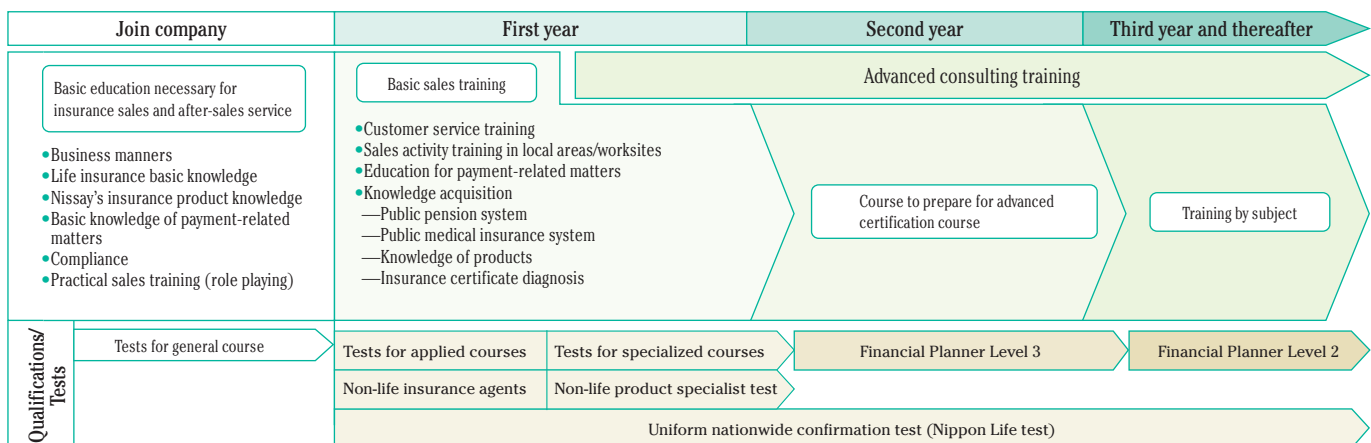 Join company
First year
Second year
Third year and thereafter
Basic education necessary for
insurance sales and after-sales service
•Business manners
•Life insurance basic knowledge
•Nissay's insurance product knowledge
•Basic knowledge of payment-related
matters
•Compliance
•Practical sales training (role playing)
Basic sales training
Advanced consulting training
•Customer service training
•Sales activity training in local areas/worksites
•Education for payment-related matters
•Knowledge acquisition
—Public pension system
—Public medical insurance system
—Knowledge of products
—Insurance certificate diagnosis
Course to prepare for advanced
certification course
Training by subject
Qualifications/
Tests
Tests for general course
Tests for applied courses
Tests for specialized courses
Financial Planner Level 3
Financial Planner Level 2
Non-life insurance agents
Non-life product specialist test
Uniform nationwide confirmation test (Nippon Life test)